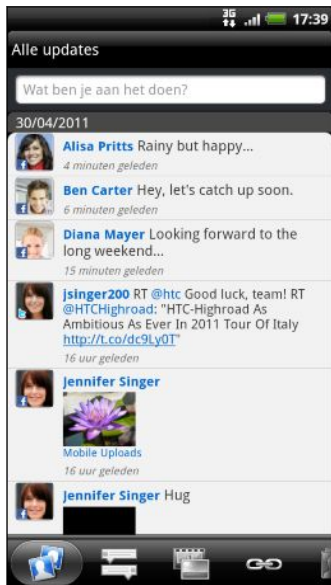 3G 17:39
Alle updates
Wat ben je aan het doen?
30/04/2011
Alisa Pritts Rainy but happy...
4 minuten geleden
Ben Carter Hey, let's catch up soon.
6 minuten geleden
Diana Mayer Looking forward to the
long weekend...
15 minuten geleden
jsinger200 RT @htc Good luck, team! RT
@HTCHighroad: "HTC-Highroad As
Ambitious As Ever In 2011 Tour Of Italy
http://t.co/dc9Ly0T"
16 uur geleden
Jennifer Singer
Mobile Uploads
16 uur geleden
Jennifer Singer Hug